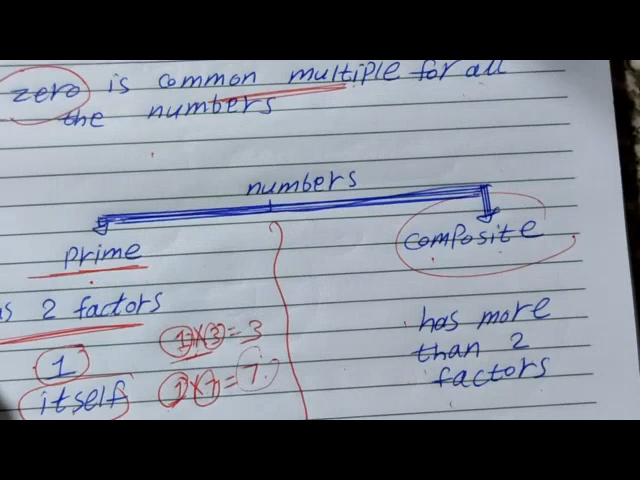 zero is common multiple for all
the numbers
numbers
prime
composite
as 2 factors
1
itself
1×3=3
1×7=7
has more
than 2
factors